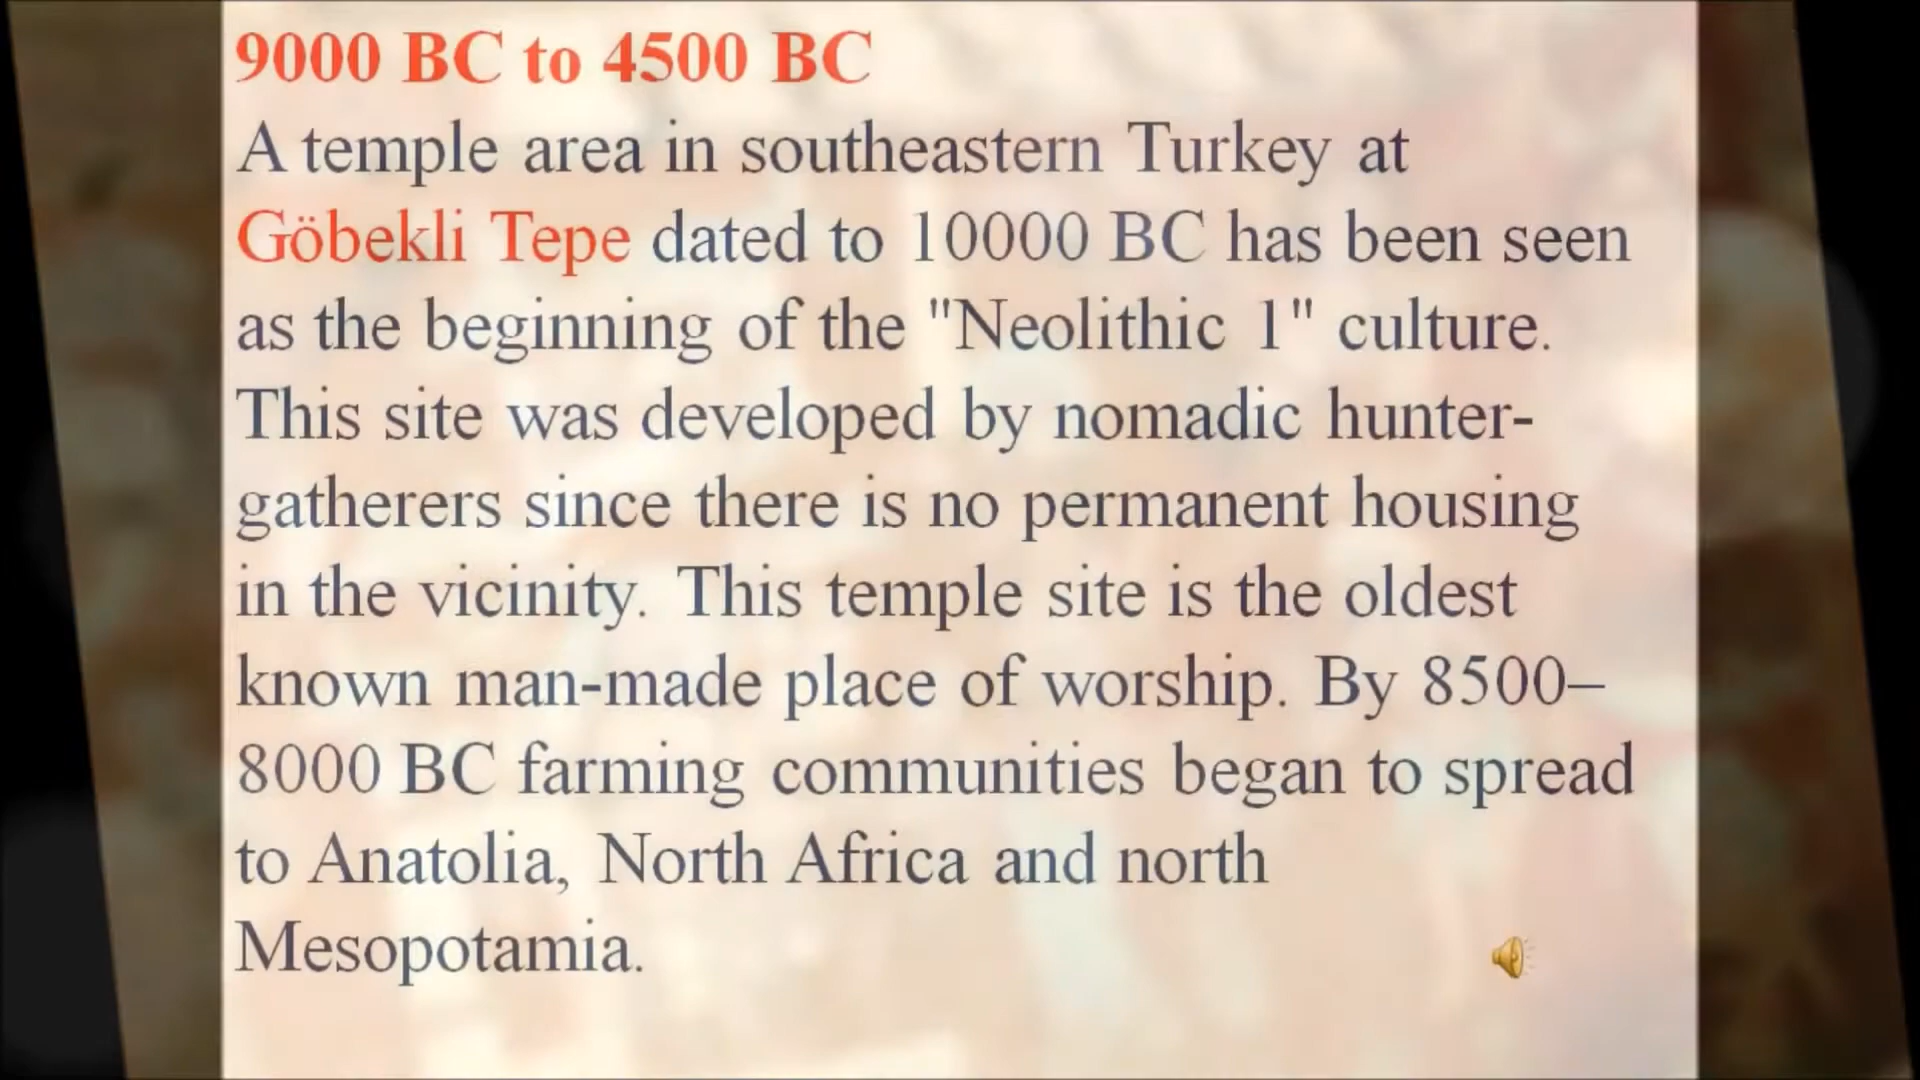 9000 BC to 4500 BC
A temple area in southeastern Turkey at
Göbekli Tepe dated to 10000 BC has been seen
as the beginning of the "Neolithic 1" culture.
This site was developed by nomadic hunter-
gatherers since there is no permanent housing
in the vicinity. This temple site is the oldest
known man-made place of worship. By 8500–
8000 BC farming communities began to spread
to Anatolia, North Africa and north
Mesopotamia.